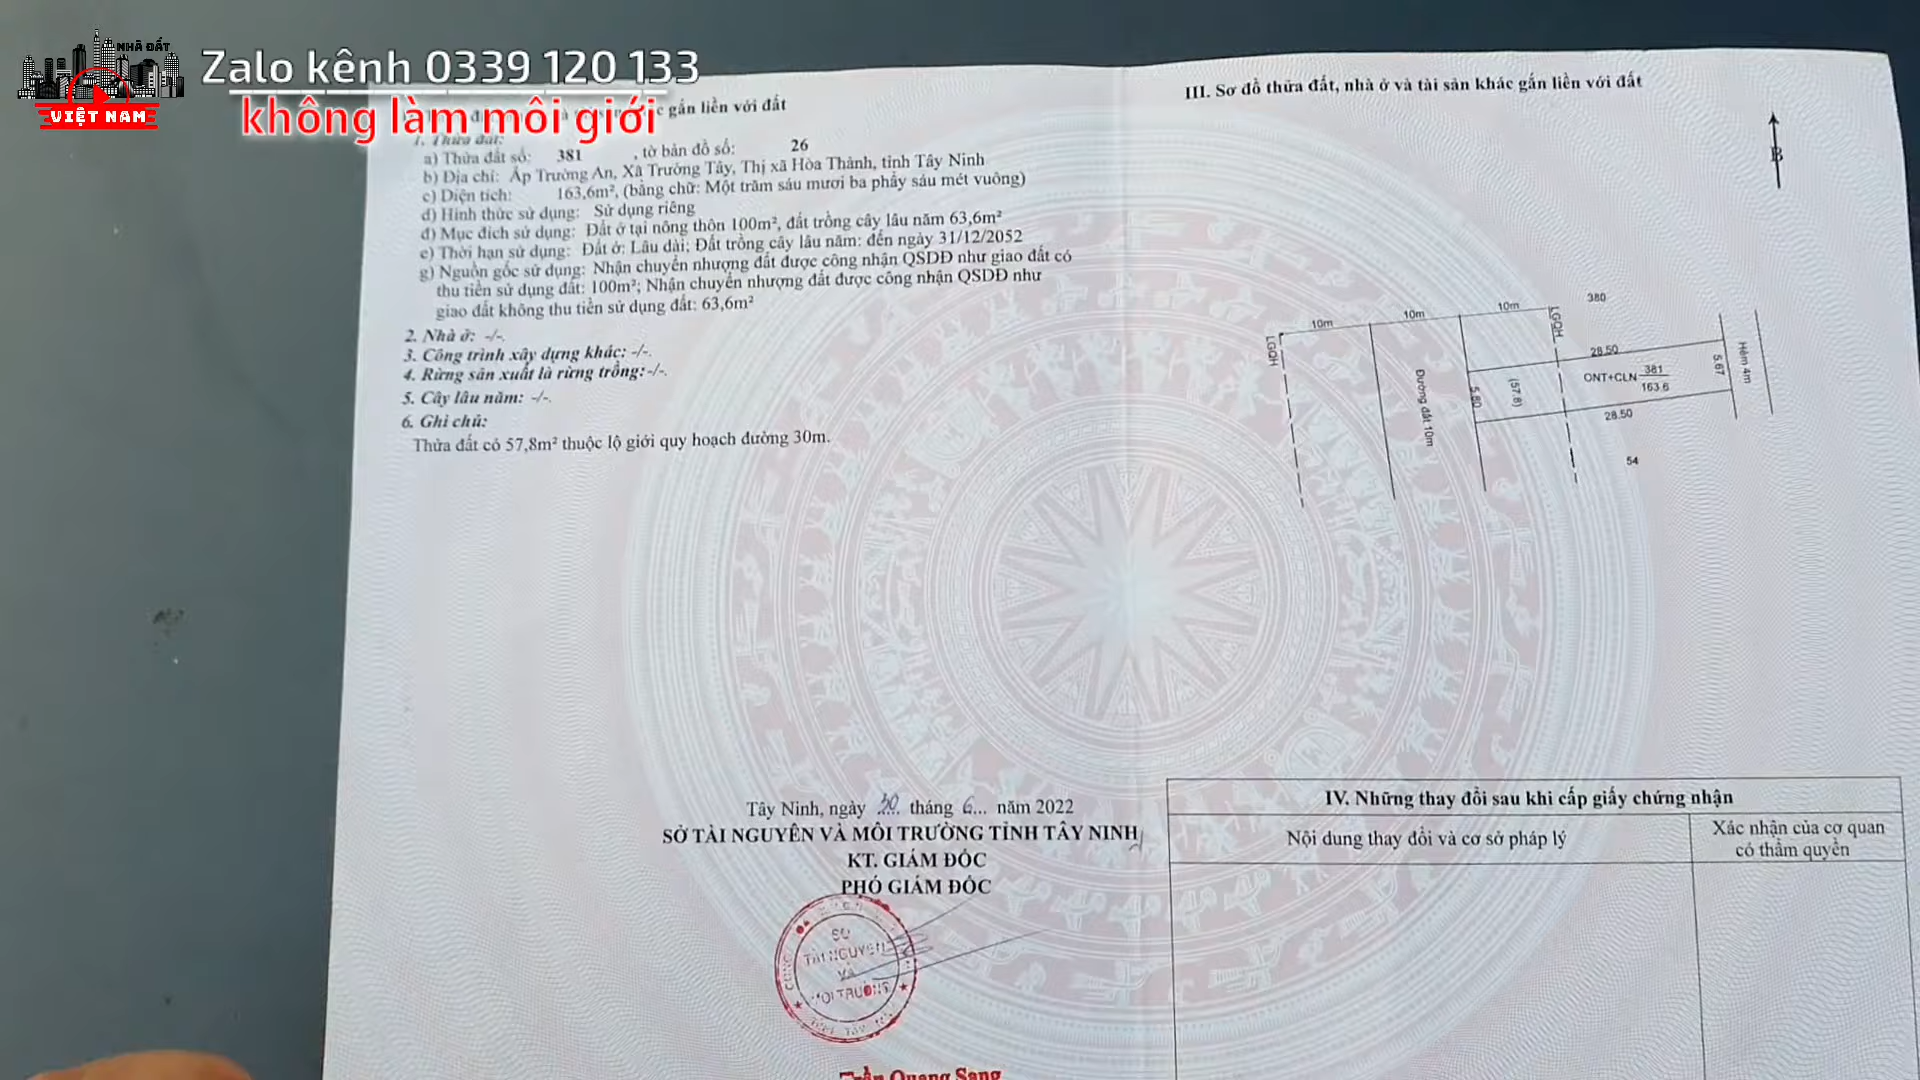 NHÀ ĐẤT
VIỆT NAM
Zalo kênh 0339 120 133
không làm môi giới
gắn liền với đất
1. Thửa đất:
a) Thửa đất số: 381 , tờ bản đồ số: 26
b) Địa chỉ: Ấp Trường An, Xã Trường Tây, Thị xã Hòa Thành, tỉnh Tây Ninh
c) Diện tích: 163,6m², (bằng chữ: Một trăm sáu mươi ba phẩy sáu mét vuông)
d) Hình thức sử dụng: Sử dụng riêng
đ) Mục đích sử dụng: Đất ở tại nông thôn 100m², đất trồng cây lâu năm 63,6m²
e) Thời hạn sử dụng: Đất ở: Lâu dài; Đất trồng cây lâu năm: đến ngày 31/12/2052
g) Nguồn gốc sử dụng: Nhận chuyển nhượng đất được công nhận QSDĐ như giao đất có
thu tiền sử dụng đất: 100m²; Nhận chuyển nhượng đất được công nhận QSDĐ như
giao đất không thu tiền sử dụng đất: 63,6m²
2. Nhà ở: -/-.
3. Công trình xây dựng khác: -/-.
4. Rừng sản xuất là rừng trồng:-/-.
5. Cây lâu năm: -/-.
6. Ghi chú:
Thửa đất có 57,8m² thuộc lộ giới quy hoạch đường 30m.
Tây Ninh, ngày 30 tháng 6... năm 2022
SỞ TÀI NGUYÊN VÀ MÔI TRƯỜNG TỈNH TÂY NINH
KT. GIÁM ĐỐC
PHÓ GIÁM ĐỐC
SỞ
TÀI NGUYÊN
VÀ
MÔI TRƯỜNG
Trần Quang Sang
III. Sơ đồ thửa đất, nhà ở và tài sản khác gắn liền với đất
B
380
10m
10m
10m
LGQH
LGQH
28.50
Hẻm 4m
5.67
ONT+CLN 381
163.6
(57.8)
5.80
Đường đất 10m
28.50
54
IV. Những thay đổi sau khi cấp giấy chứng nhận
Nội dung thay đổi và cơ sở pháp lý
Xác nhận của cơ quan
có thẩm quyền